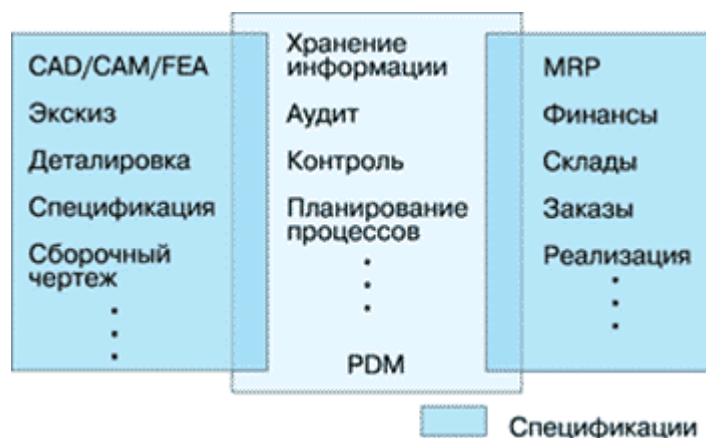 CAD/CAM/FEA
Экскиз
Деталировка
Спецификация
Сборочный
чертеж
Хранение
информации
Аудит
Контроль
Планирование
процессов
PDM
MRP
Финансы
Склады
Заказы
Реализация
Спецификации